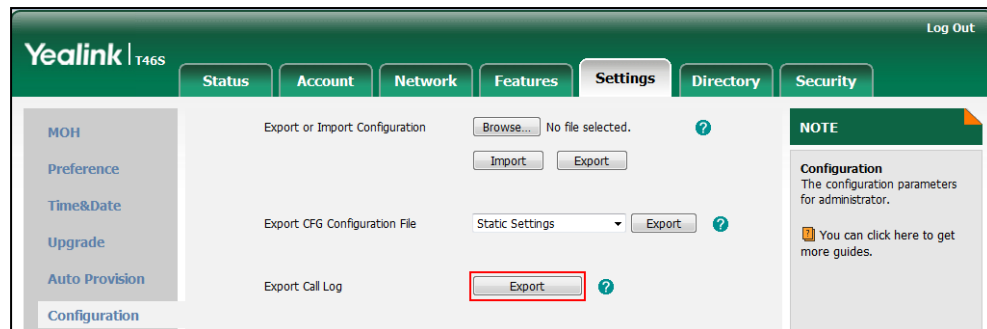 Log Out
Yealink T46S
Status Account Network Features Settings Directory Security
MOH
Preference
Time&Date
Upgrade
Auto Provision
Configuration
Export or Import Configuration Browse... No file selected. ?
Import Export
Export CFG Configuration File Static Settings Export ?
Export Call Log Export ?
NOTE
Configuration
The configuration parameters
for administrator.
? You can click here to get
more guides.